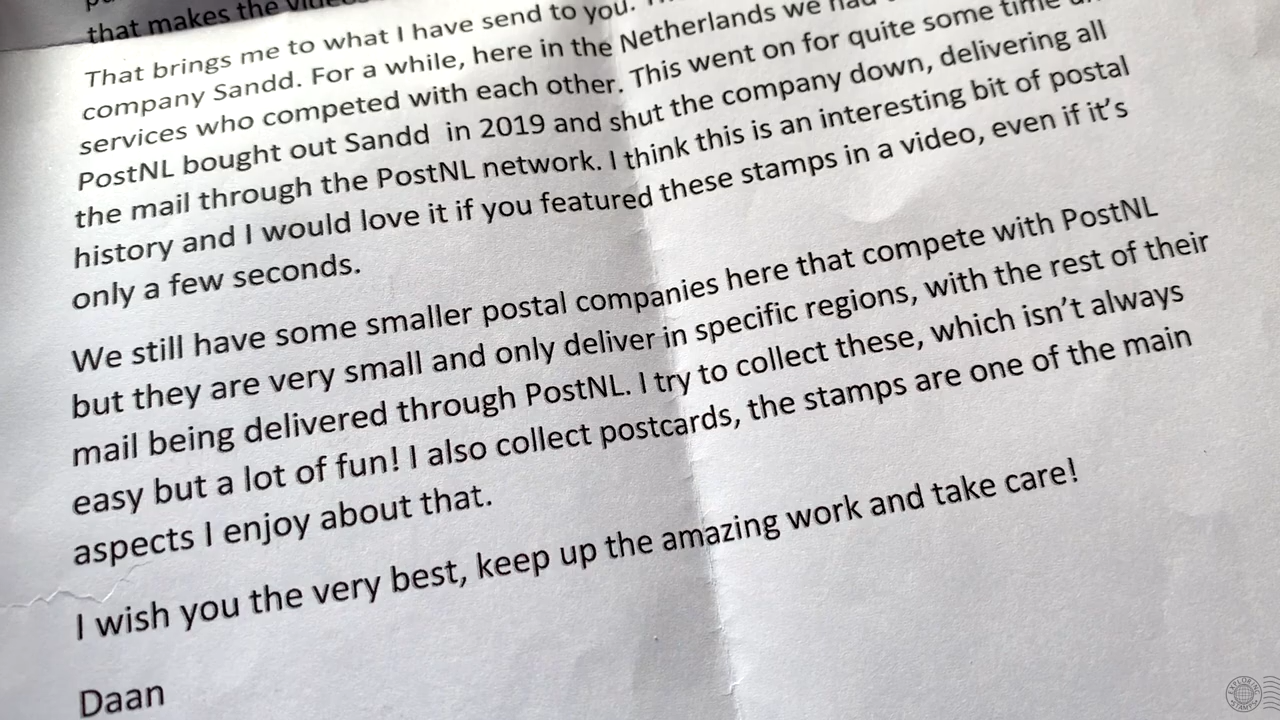 that makes the
That brings me to what I have send to you.
company Sandd. For a while, here in the Netherlands we had
services who competed with each other. This went on for quite some time
PostNL bought out Sandd in 2019 and shut the company down, delivering all
the mail through the PostNL network. I think this is an interesting bit of postal
history and I would love it if you featured these stamps in a video, even if it's
only a few seconds.
We still have some smaller postal companies here that compete with PostNL
but they are very small and only deliver in specific regions, with the rest of their
mail being delivered through PostNL. I try to collect these, which isn't always
easy but a lot of fun! I also collect postcards, the stamps are one of the main
aspects I enjoy about that.
I wish you the very best, keep up the amazing work and take care!
Daan
EXPLORING
STAMPS